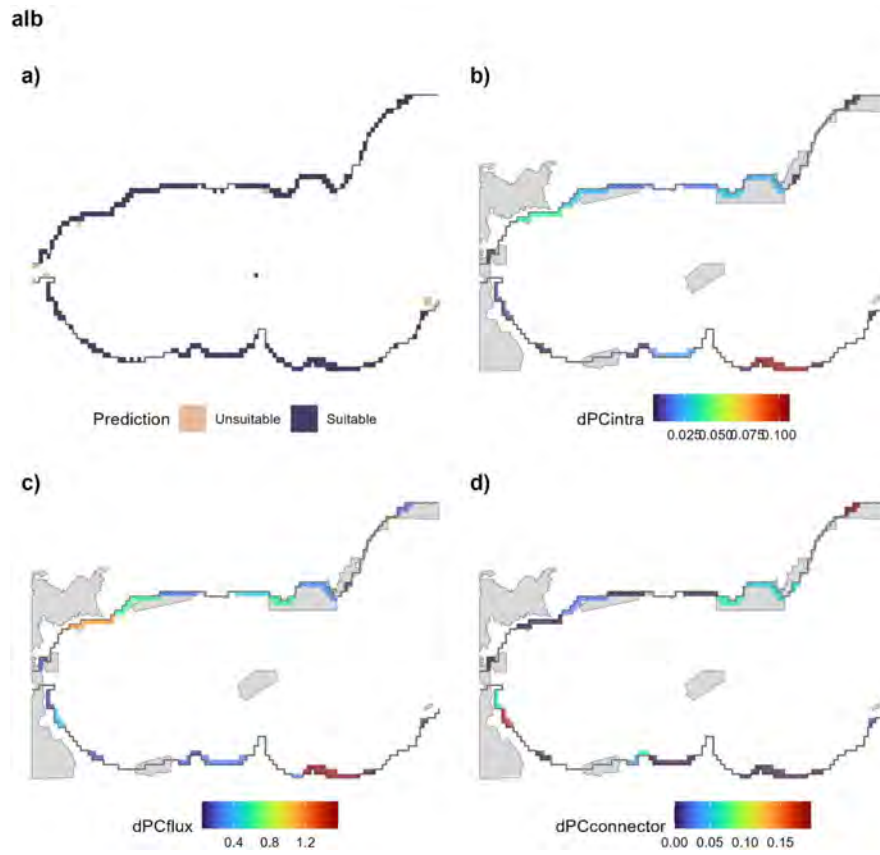 alb
a)
b)
Prediction Unsuitable Suitable
dPCintra
0.025 0.050 0.075 0.100
c)
d)
dPCflux
0.4 0.8 1.2
dPCconnector
0.00 0.05 0.10 0.15